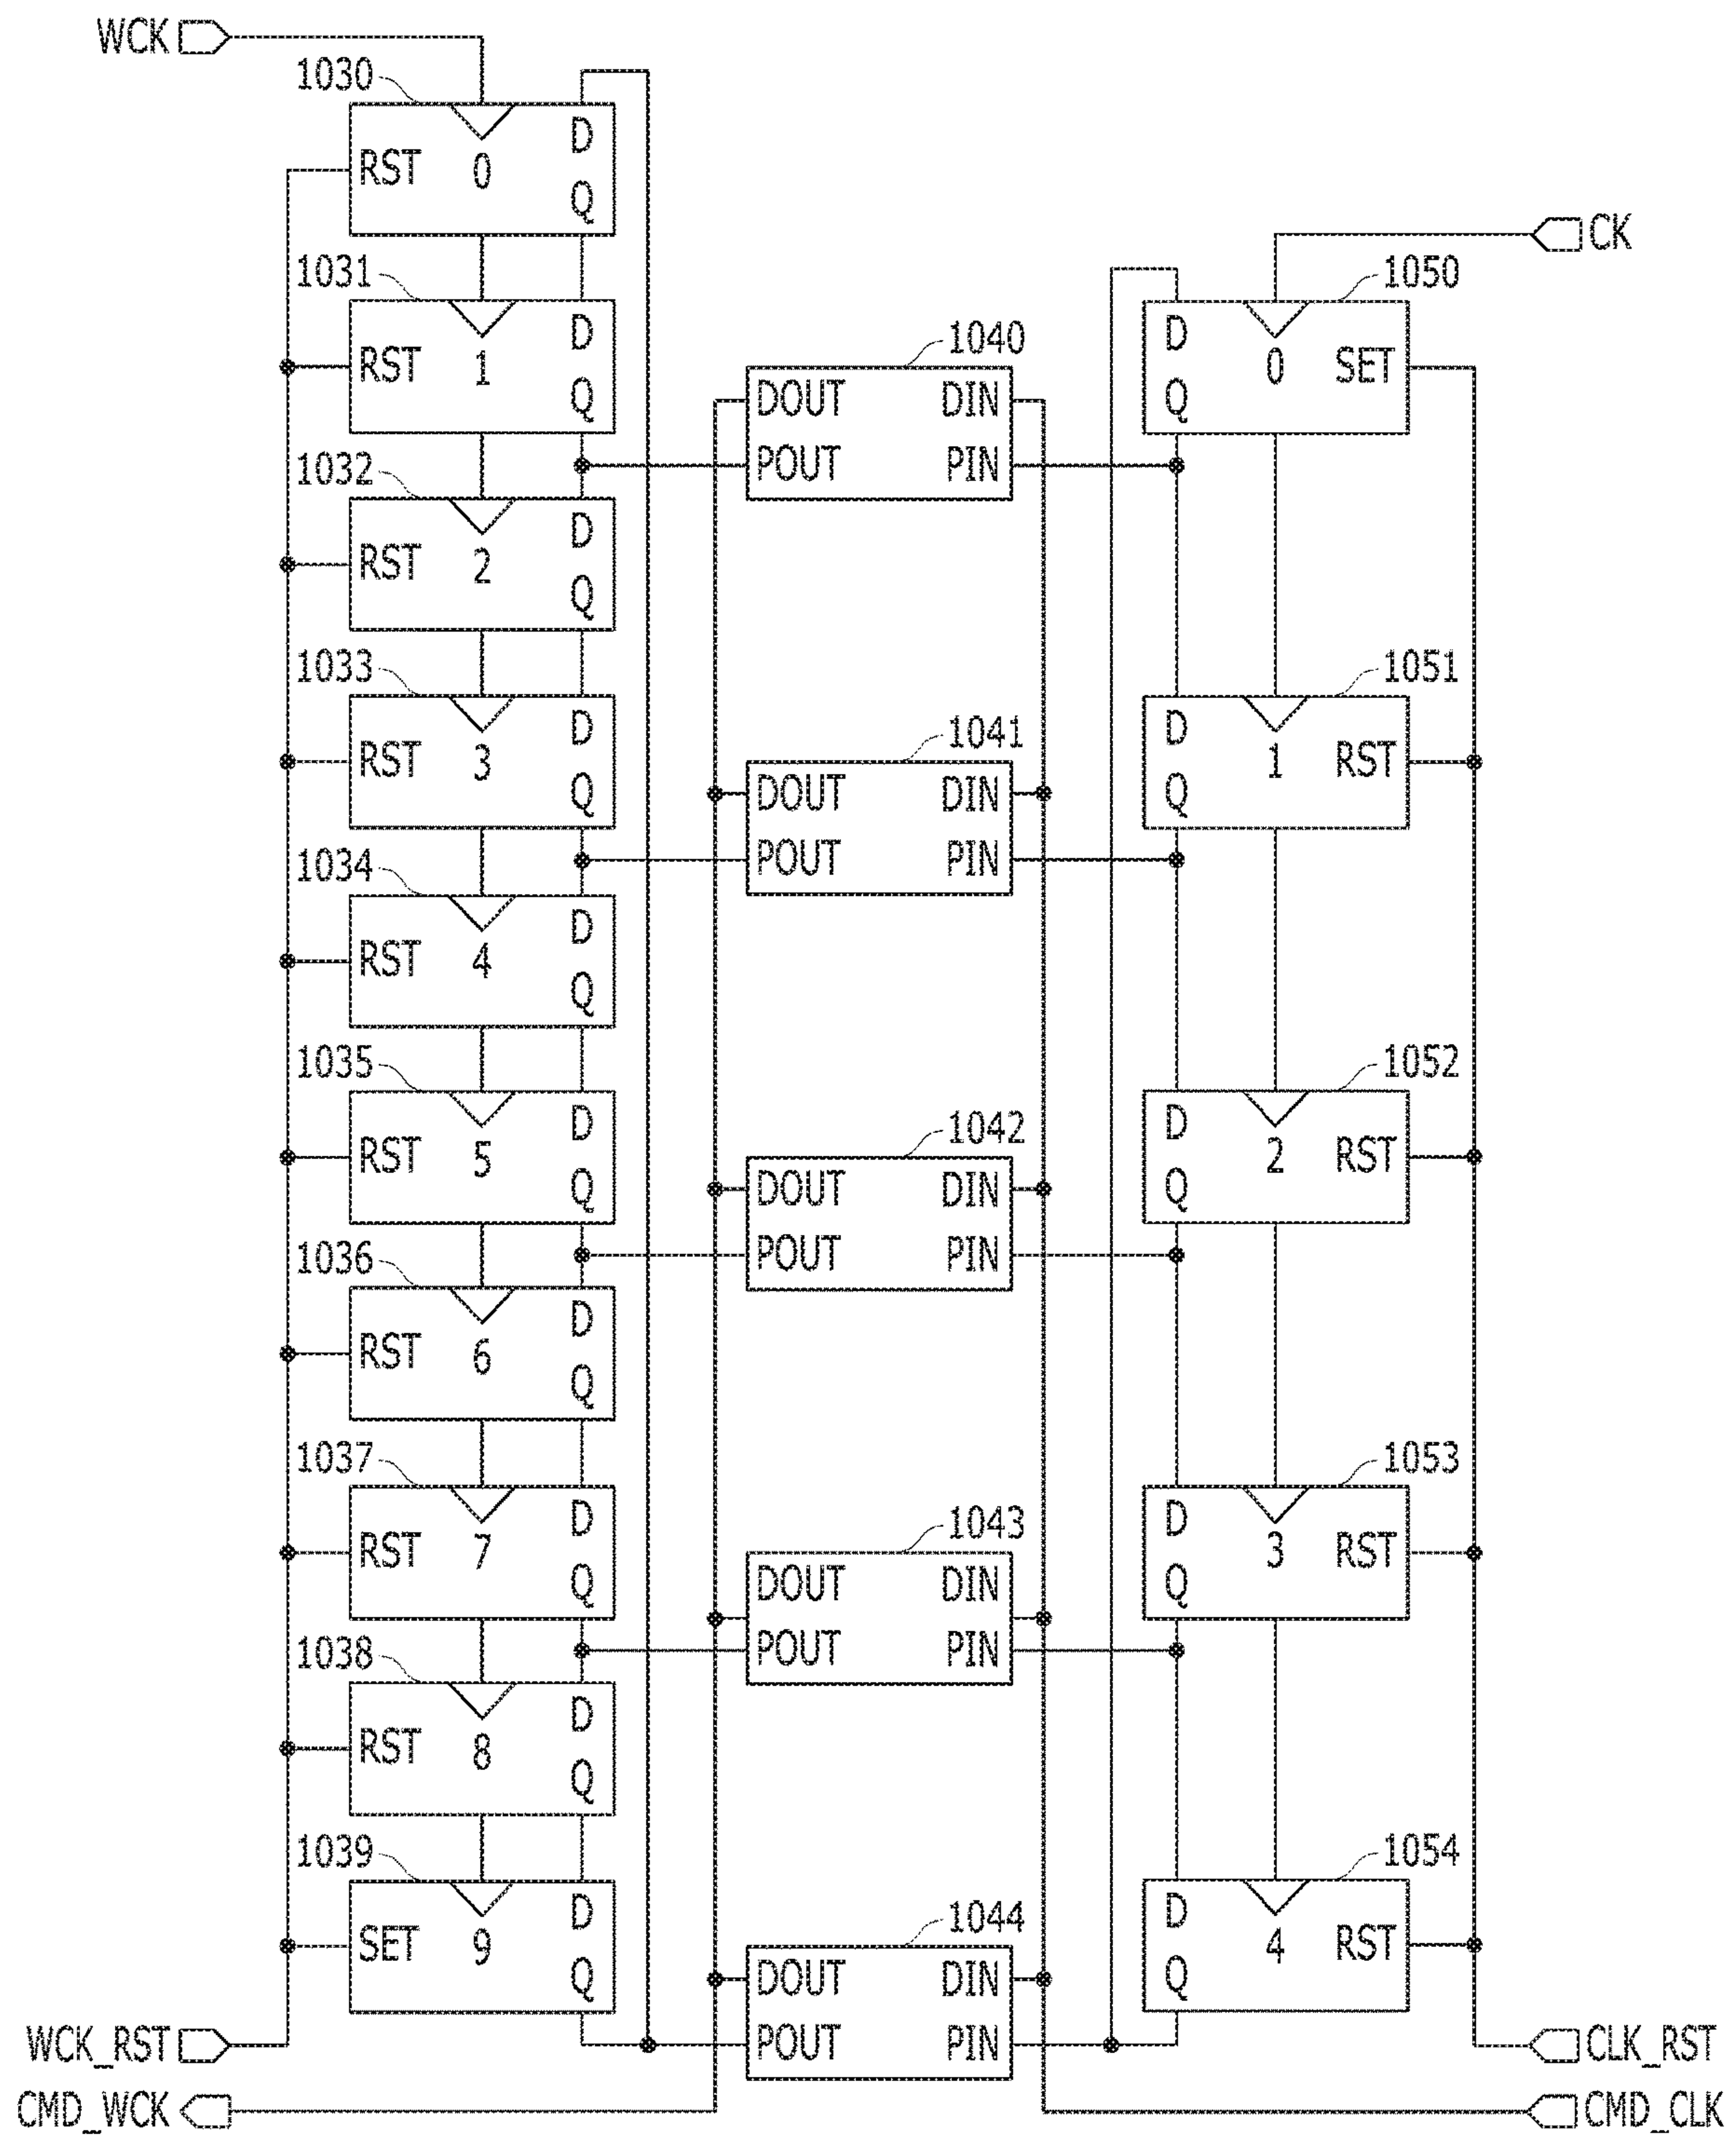 WCK
1030
D
RST 0
Q
CK
1031
1050
D
D
RST 1
1040
0 SET
Q
DOUT DIN
Q
1032
POUT PIN
D
RST 2
Q
1033
1051
D
1041
D
RST 3
1 RST
Q
DOUT DIN
Q
1034
POUT PIN
D
RST 4
Q
1035
1052
D
1042
D
RST 5
2 RST
Q
DOUT DIN
Q
1036
POUT PIN
D
RST 6
Q
1037
1053
D
1043
D
RST 7
3 RST
Q
DOUT DIN
Q
1038
POUT PIN
D
RST 8
Q
1039
1054
D
1044
D
SET 9
4 RST
Q
DOUT DIN
Q
WCK_RST
POUT PIN
CLK_RST
CMD_WCK
CMD_CLK